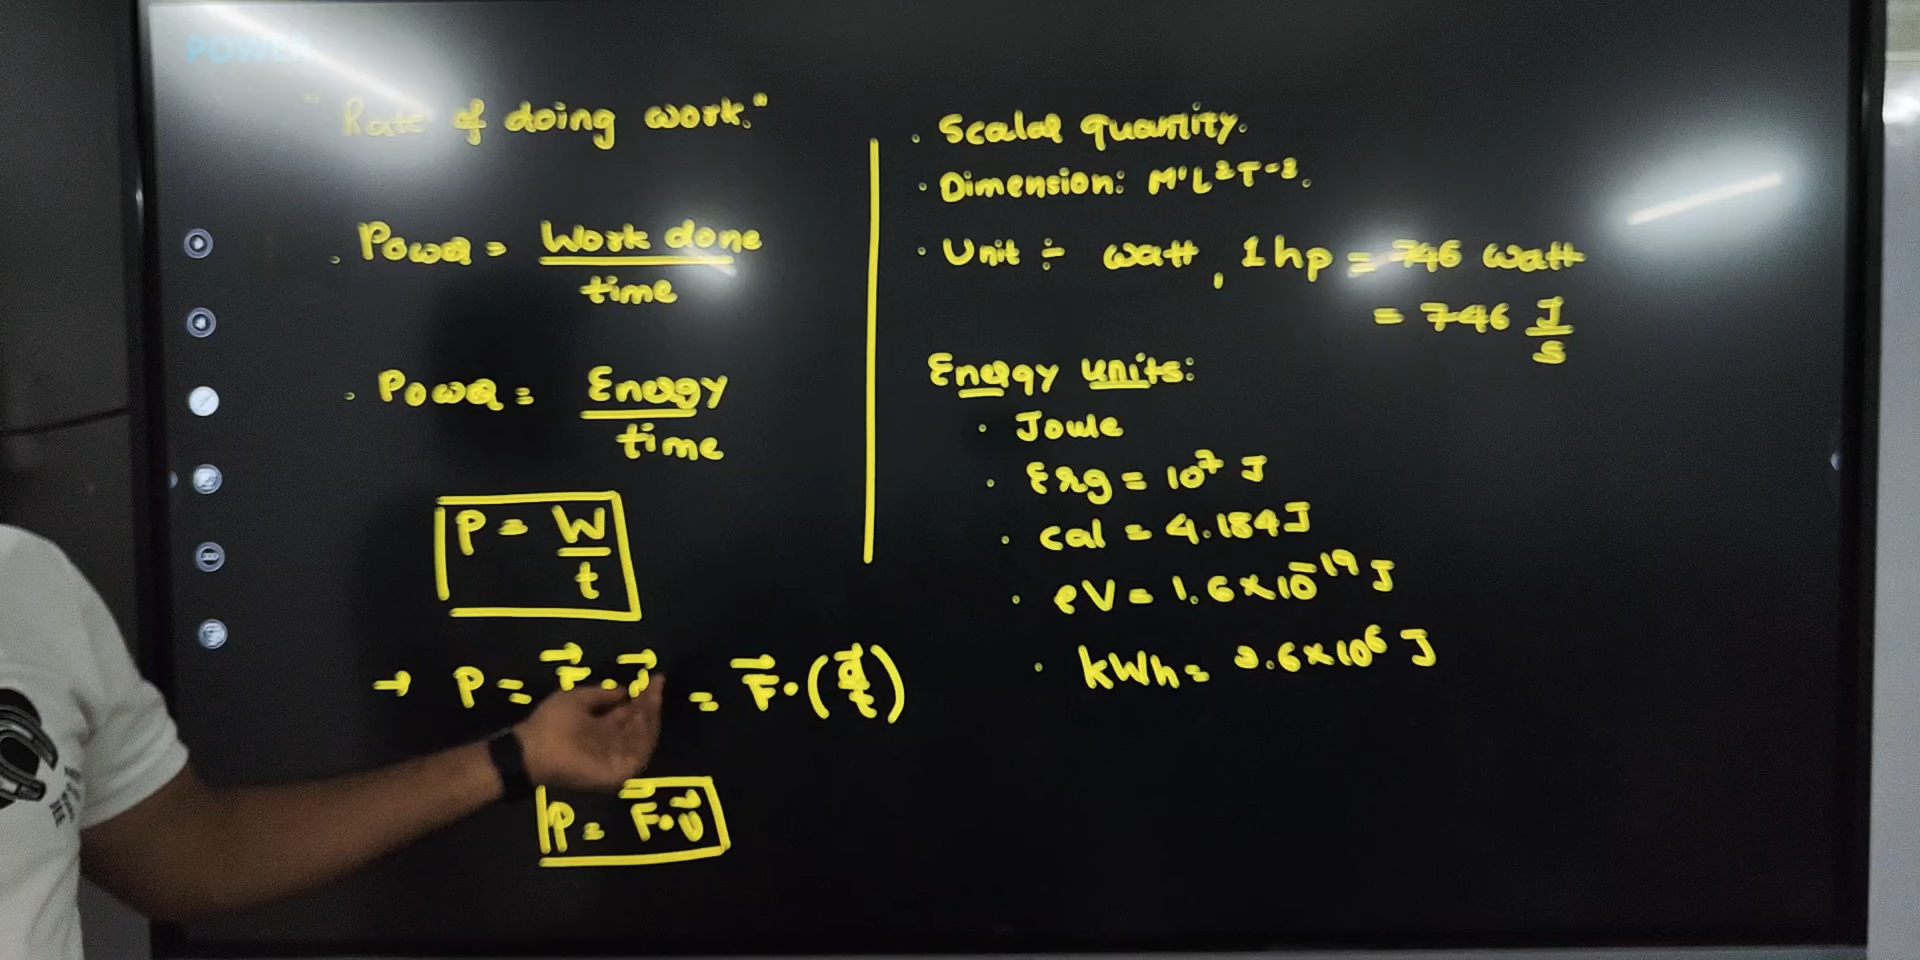 POWER
"Rate of doing work."
. Power = Work done
time
. Power = Energy
time
P = W
t
→ P = F⃗ · = F⃗ · (d⃗/t)
P = F⃗ · v⃗
· Scalar quantity.
· Dimension: M¹L²T⁻³.
· Unit ÷ watt, 1 hp = 746 watt
= 746 J/s
Energy units:
· Joule
· Erg = 10⁷ J
· cal = 4.184 J
· eV = 1.6 × 10⁻¹⁹ J
· kWh = 3.6 × 10⁶ J